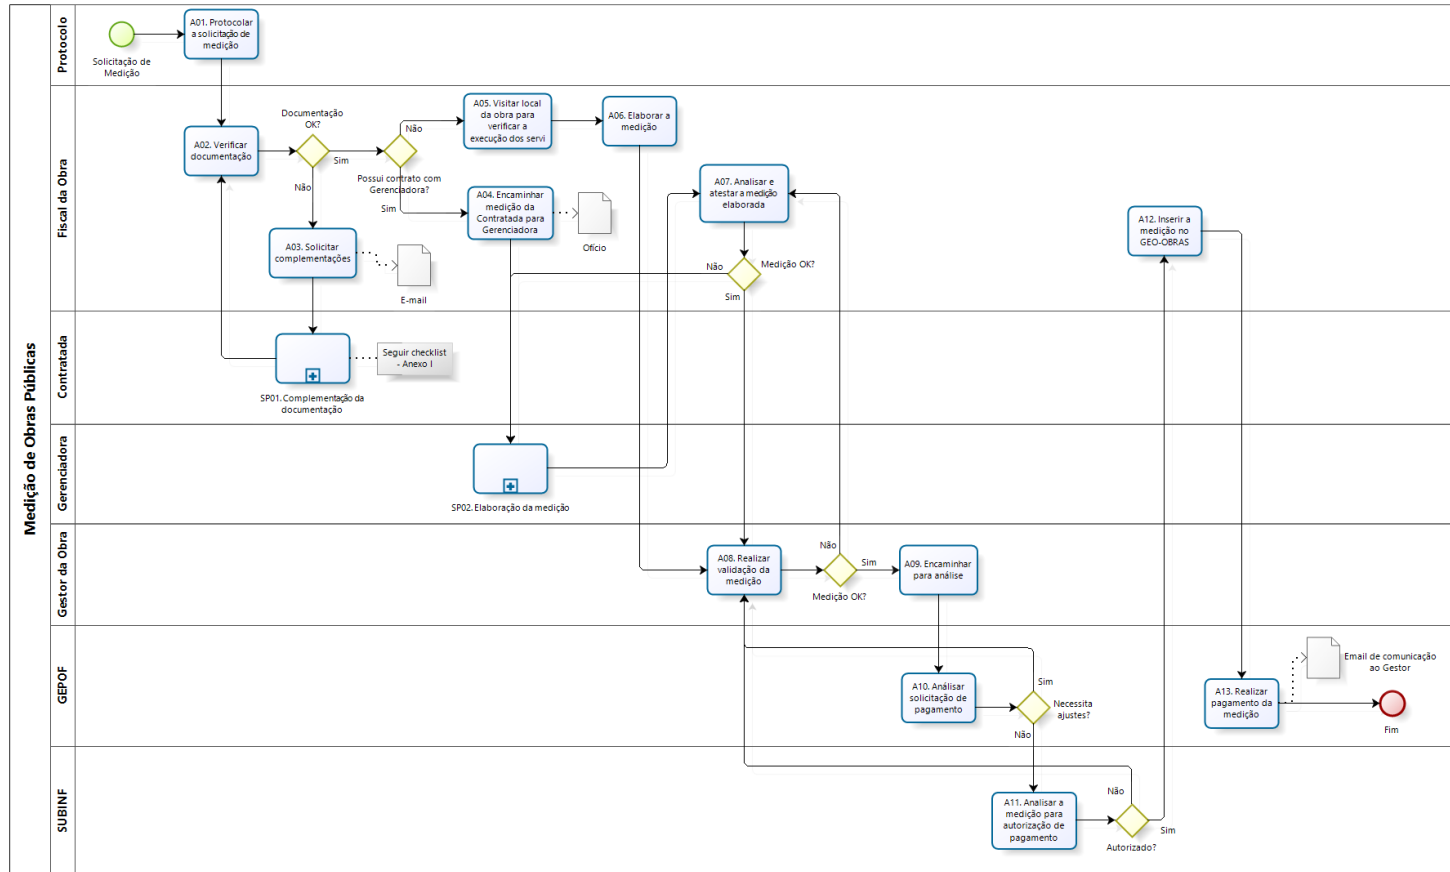 Medição de Obras Públicas
Protocolo
Solicitação de
Medição
A01. Protocolar
a solicitação de
medição
Fiscal da Obra
A02. Verificar
documentação
Documentação
OK?
Sim
Não
Possui contrato com
Gerenciadora?
Não
Sim
A05. Visitar local
da obra para
verificar a
execução dos servi
A06. Elaborar a
medição
A04. Encaminhar
medição da
Contratada para
Gerenciadora
Ofício
A03. Solicitar
complementações
E-mail
A07. Analisar e
atestar a medição
elaborada
Não
Medição OK?
Sim
A12. Inserir a
medição no
GEO-OBRAS
Contratada
Seguir checklist
- Anexo I
SP01. Complementação da
documentação
Gerenciadora
SP02. Elaboração da medição
Gestor da Obra
A08. Realizar
validação da
medição
Não
Sim
Medição OK?
A09. Encaminhar
para análise
GEPOF
A10. Análisar
solicitação de
pagamento
Sim
Necessita
ajustes?
Não
A13. Realizar
pagamento da
medição
Email de comunicação
ao Gestor
Fim
SUBINF
A11. Analisar a
medição para
autorização de
pagamento
Não
Sim
Autorizado?